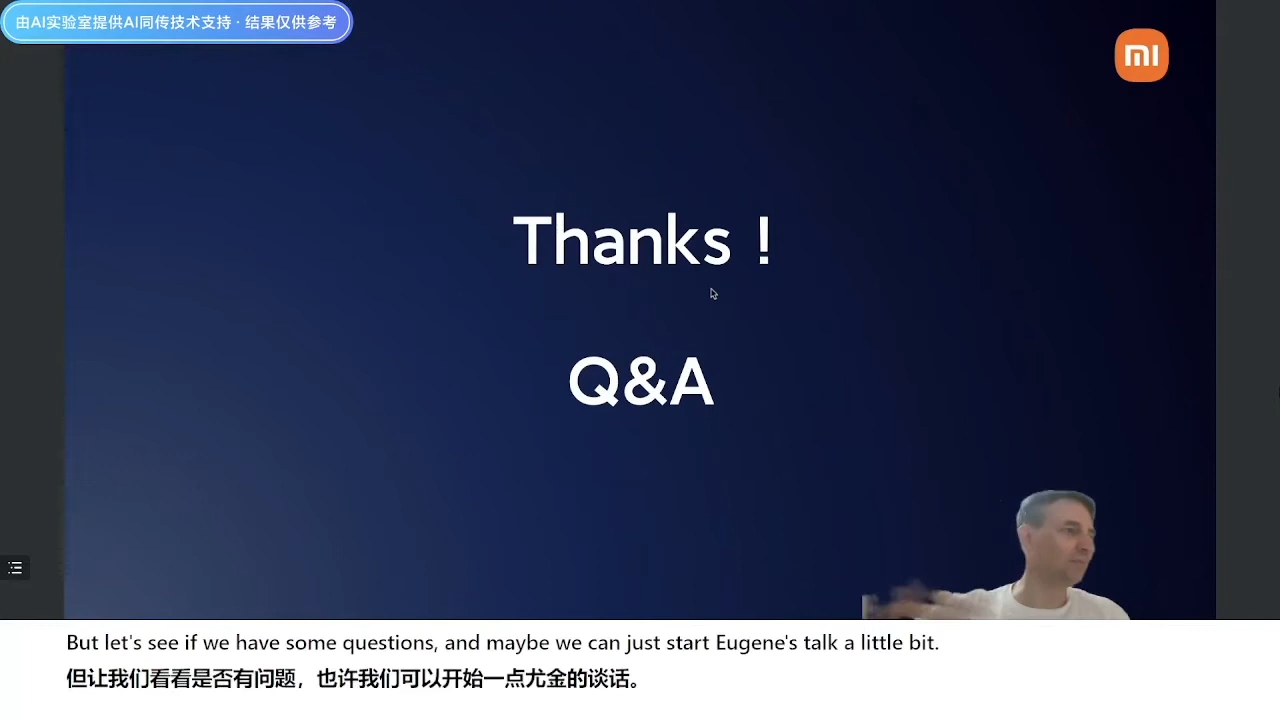 由AI实验室提供AI同传技术支持 · 结果仅供参考
mi
Thanks !
Q&A
But let's see if we have some questions, and maybe we can just start Eugene's talk a little bit.
但让我们看看是否有问题，也许我们可以开始一点尤金的谈话。